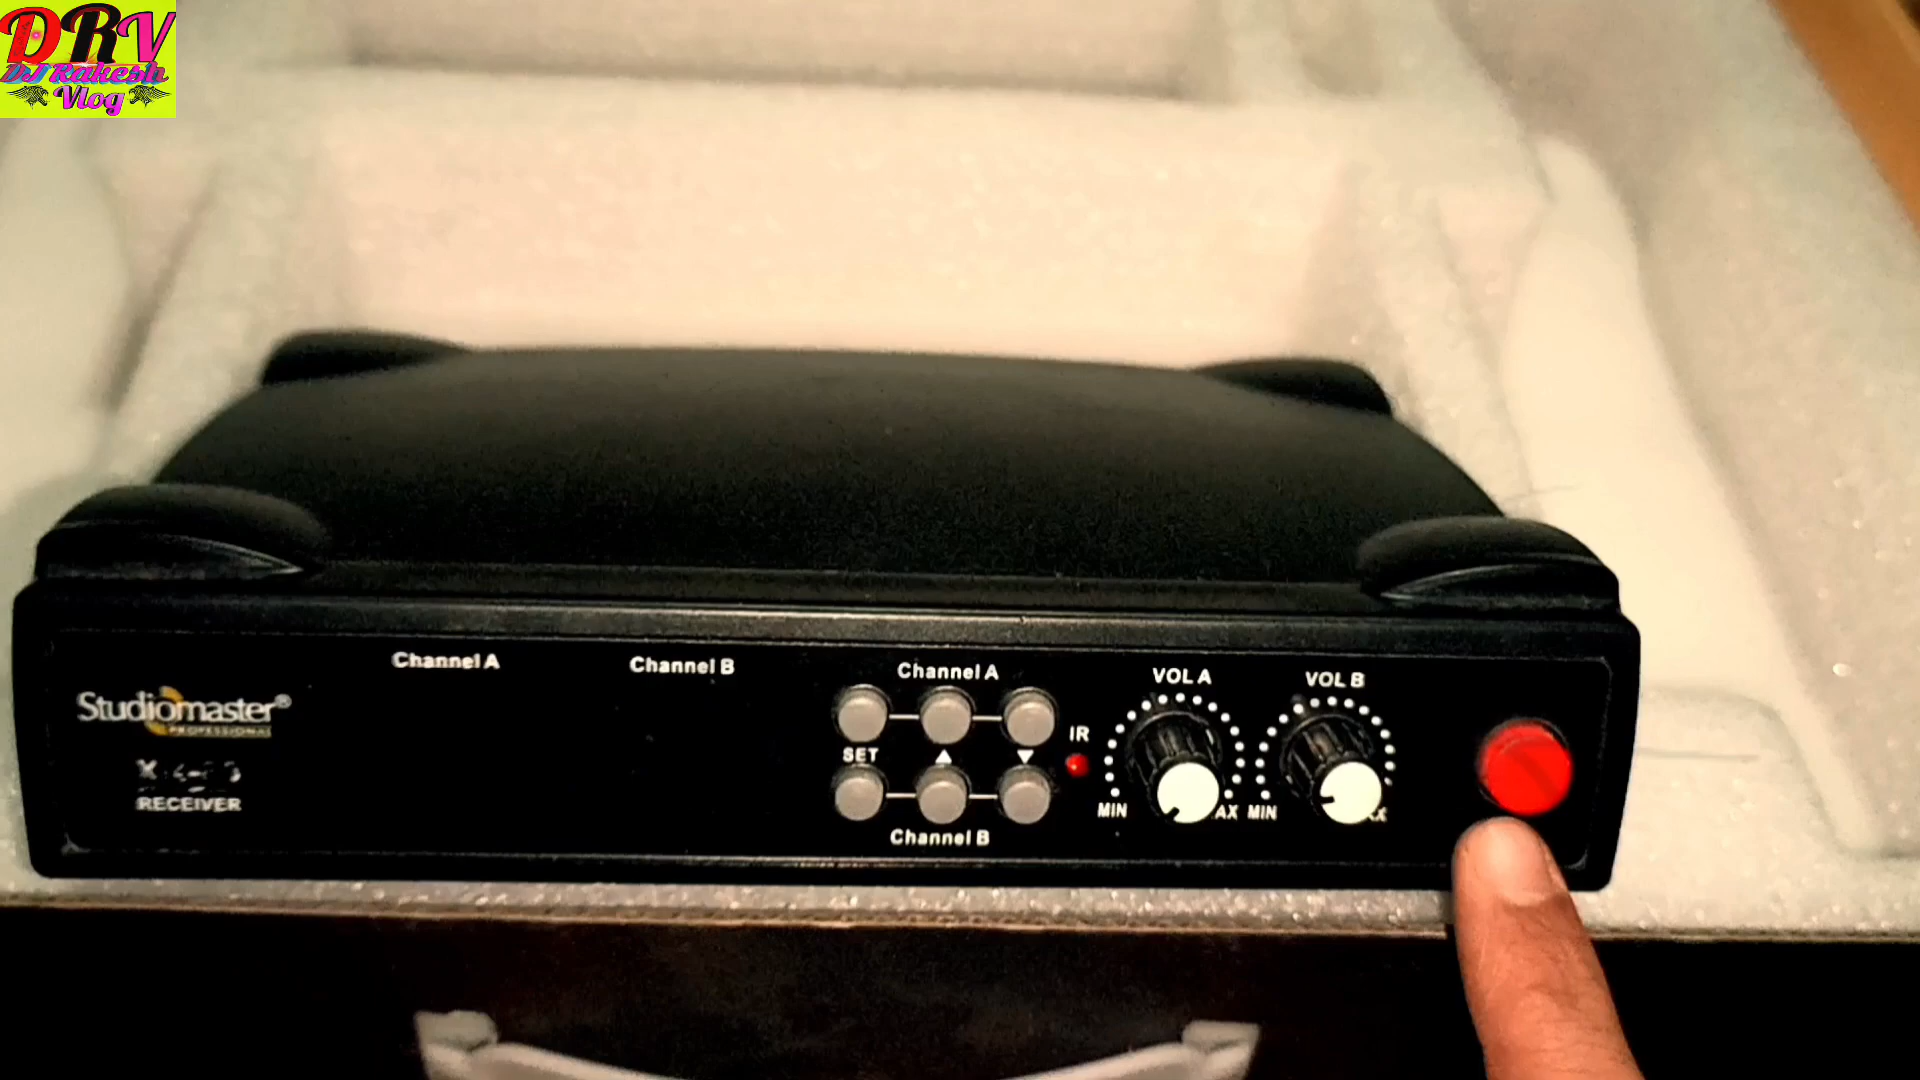 DRV
DJ Rakesh
Vlog
Channel A
Channel B
Channel A
VOL A
VOL B
Studiomaster®
PROFESSIONAL
IR
SET
RECEIVER
MIN
AX
MIN
Channel B